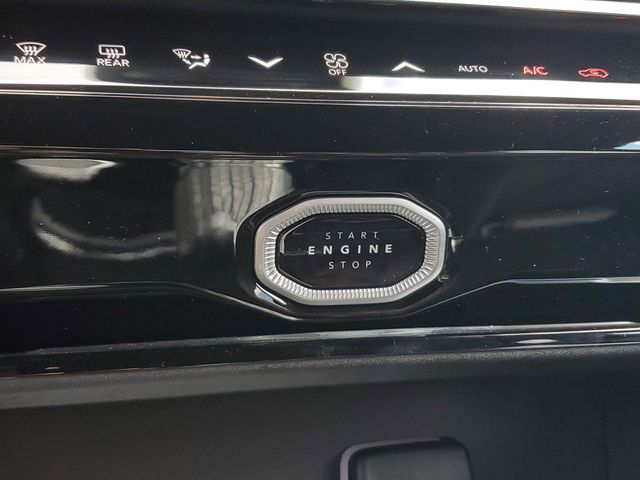 MAX REAR OFF AUTO A/C
START
ENGINE
STOP